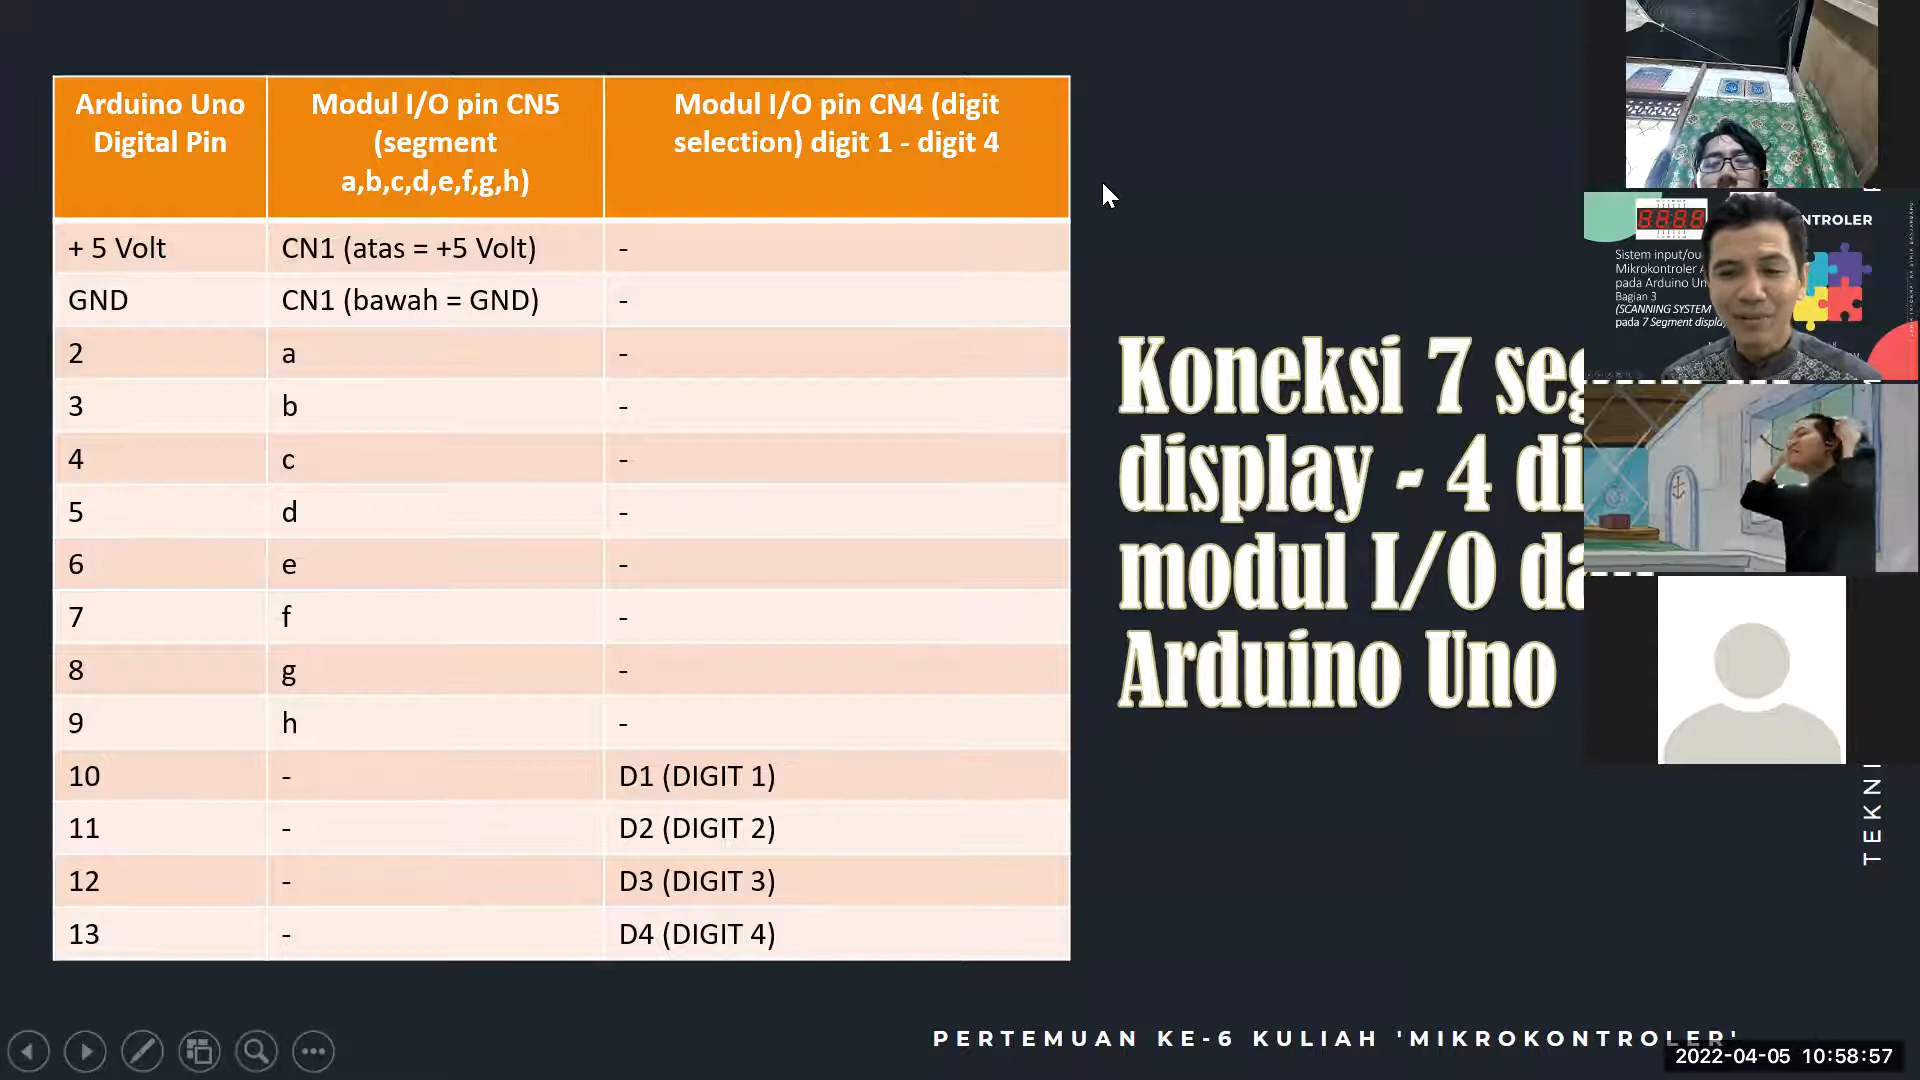 Arduino Uno
Digital Pin
Modul I/O pin CN5
(segment
a,b,c,d,e,f,g,h)
Modul I/O pin CN4 (digit
selection) digit 1 - digit 4
+ 5 Volt
CN1 (atas = +5 Volt)
-
GND
CN1 (bawah = GND)
-
2
a
-
3
b
-
4
c
-
5
d
-
6
e
-
7
f
-
8
g
-
9
h
-
10
-
D1 (DIGIT 1)
11
-
D2 (DIGIT 2)
12
-
D3 (DIGIT 3)
13
-
D4 (DIGIT 4)
Koneksi 7 seg
display - 4 di
modul I/O da
Arduino Uno
NTROLER
Sistem input/ou
Mikrokontroler A
pada Arduino Un
Bagian 3
(SCANNING SYSTEM
pada 7 Segment displa
TEKNI
PERTEMUAN KE-6 KULIAH 'MIKROKONTROLER'
2022-04-05 10:58:57